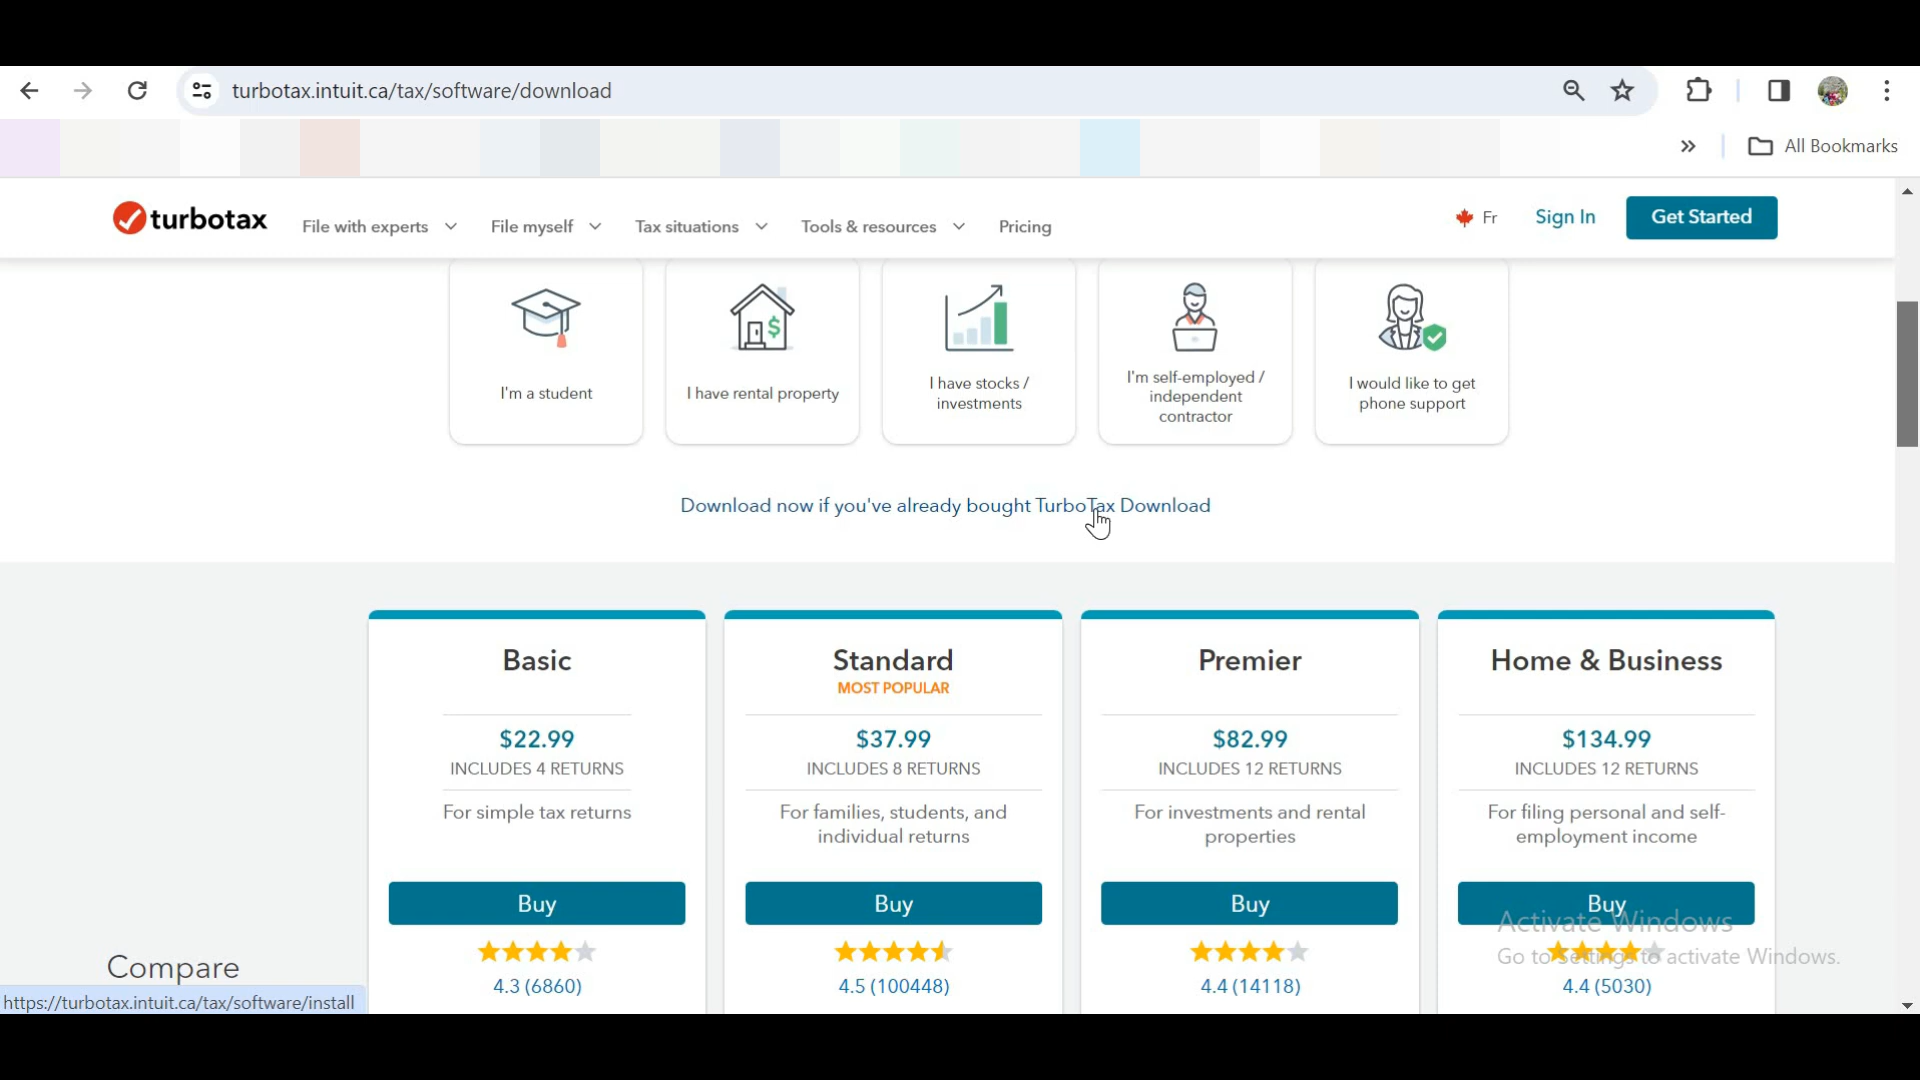 turbotax.intuit.ca/tax/software/download
All Bookmarks
turbotax
File with experts
File myself
Tax situations
Tools & resources
Pricing
Fr
Sign In
Get Started
I'm a student
I have rental property
I have stocks /
investments
I'm self-employed /
independent
contractor
I would like to get
phone support
Download now if you've already bought TurboTax Download
Basic
$22.99
INCLUDES 4 RETURNS
For simple tax returns
Buy
4.3 (6860)
Standard
MOST POPULAR
$37.99
INCLUDES 8 RETURNS
For families, students, and
individual returns
Buy
4.5 (100448)
Premier
$82.99
INCLUDES 12 RETURNS
For investments and rental
properties
Buy
4.4 (14118)
Home & Business
$134.99
INCLUDES 12 RETURNS
For filing personal and self-
employment income
Buy
4.4 (5030)
Activate Windows
Go to Settings to activate Windows.
Compare
https://turbotax.intuit.ca/tax/software/install